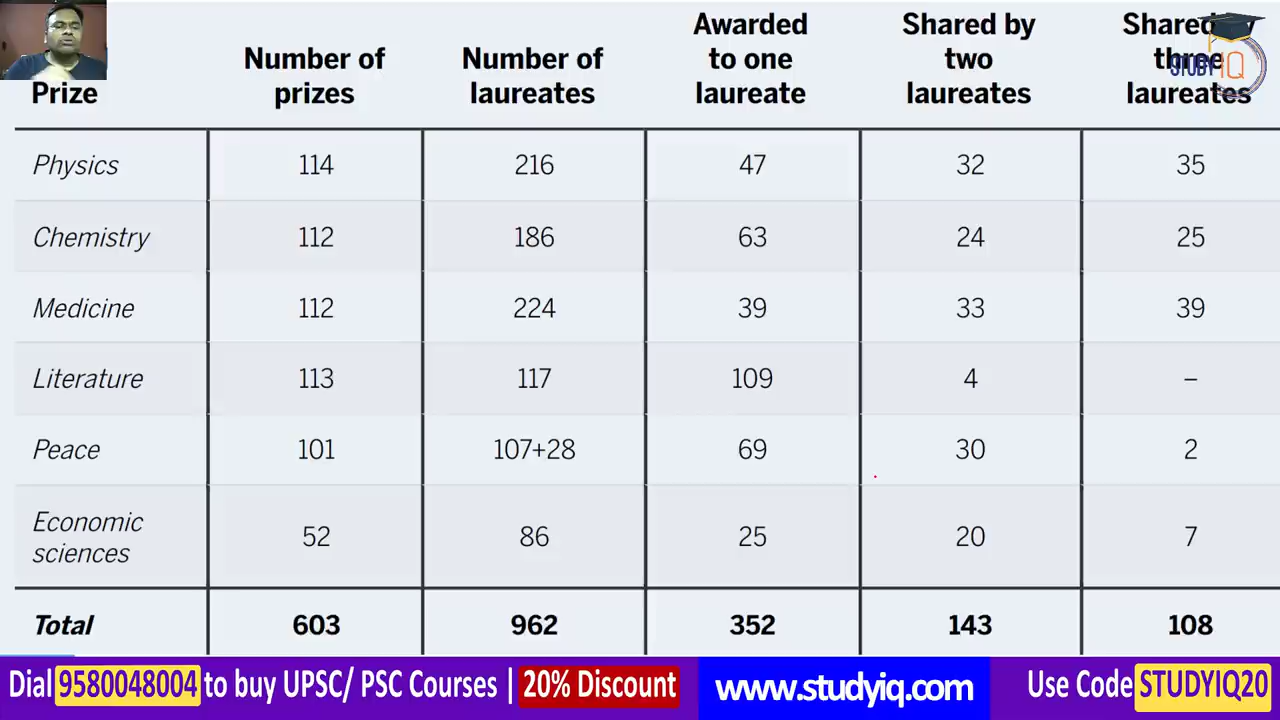 Prize Number of prizes Number of laureates Awarded to one laureate Shared by two laureates Shared by three laureates
STUDY IQ
Physics 114 216 47 32 35
Chemistry 112 186 63 24 25
Medicine 112 224 39 33 39
Literature 113 117 109 4 –
Peace 101 107+28 69 30 2
Economic sciences 52 86 25 20 7
Total 603 962 352 143 108
Dial 9580048004 to buy UPSC/ PSC Courses | 20% Discount www.studyiq.com Use Code STUDYIQ20